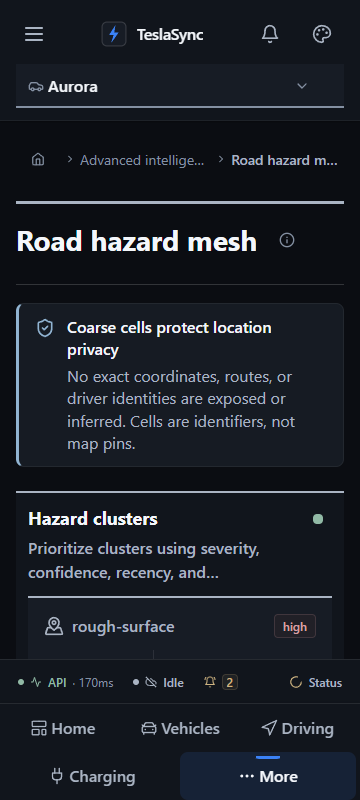 TeslaSync
Aurora
Advanced intellige...
Road hazard m...
Road hazard mesh
Coarse cells protect location
privacy
No exact coordinates, routes, or
driver identities are exposed or
inferred. Cells are identifiers, not
map pins.
Hazard clusters
Prioritize clusters using severity,
confidence, recency, and...
rough-surface
high
API · 170ms
Idle
2
Status
Home
Vehicles
Driving
Charging
More